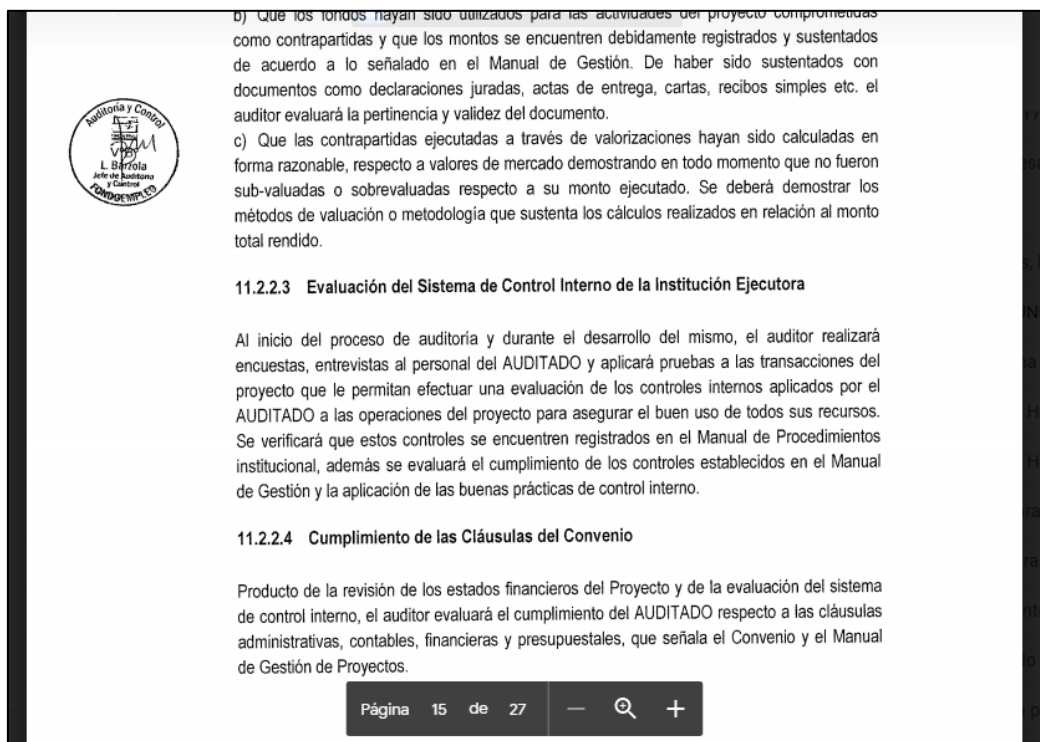 b) Que los fondos hayan sido utilizados para las actividades del proyecto comprometidas
como contrapartidas y que los montos se encuentren debidamente registrados y sustentados
de acuerdo a lo señalado en el Manual de Gestión. De haber sido sustentados con
documentos como declaraciones juradas, actas de entrega, cartas, recibos simples etc. el
auditor evaluará la pertinencia y validez del documento.
c) Que las contrapartidas ejecutadas a través de valorizaciones hayan sido calculadas en
forma razonable, respecto a valores de mercado demostrando en todo momento que no fueron
sub-valuadas o sobrevaluadas respecto a su monto ejecutado. Se deberá demostrar los
métodos de valuación o metodología que sustenta los cálculos realizados en relación al monto
total rendido.
Auditoria y Control
L. Barzola
Jefe de Auditoria
y Control
FONDOEMPLEO
11.2.2.3 Evaluación del Sistema de Control Interno de la Institución Ejecutora
Al inicio del proceso de auditoría y durante el desarrollo del mismo, el auditor realizará
encuestas, entrevistas al personal del AUDITADO y aplicará pruebas a las transacciones del
proyecto que le permitan efectuar una evaluación de los controles internos aplicados por el
AUDITADO a las operaciones del proyecto para asegurar el buen uso de todos sus recursos.
Se verificará que estos controles se encuentren registrados en el Manual de Procedimientos
institucional, además se evaluará el cumplimiento de los controles establecidos en el Manual
de Gestión y la aplicación de las buenas prácticas de control interno.
11.2.2.4 Cumplimiento de las Cláusulas del Convenio
Producto de la revisión de los estados financieros del Proyecto y de la evaluación del sistema
de control interno, el auditor evaluará el cumplimiento del AUDITADO respecto a las cláusulas
administrativas, contables, financieras y presupuestales, que señala el Convenio y el Manual
de Gestión de Proyectos.
Página 15 de 27